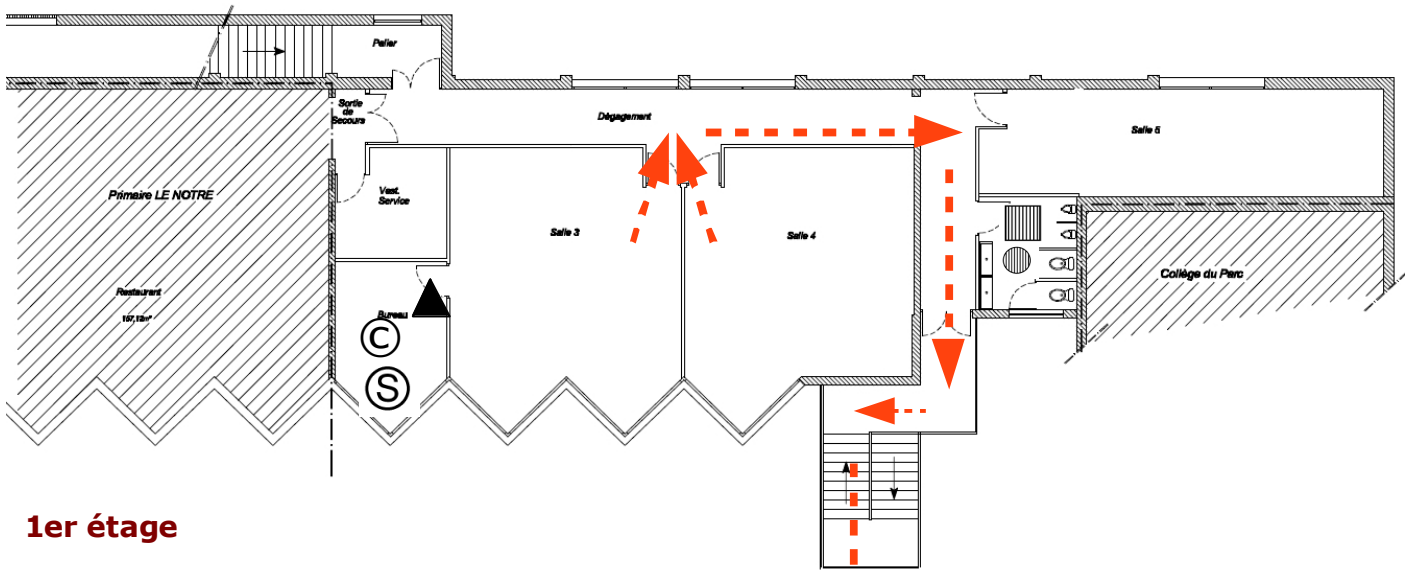 Palier
Sortie
de
Secours
Dégagement
Salle 5
Primaire LE NOTRE
Vest.
Service
Salle 3
Salle 4
Collège du Parc
Restaurant
157,12m²
Bureau
C
S
1er étage